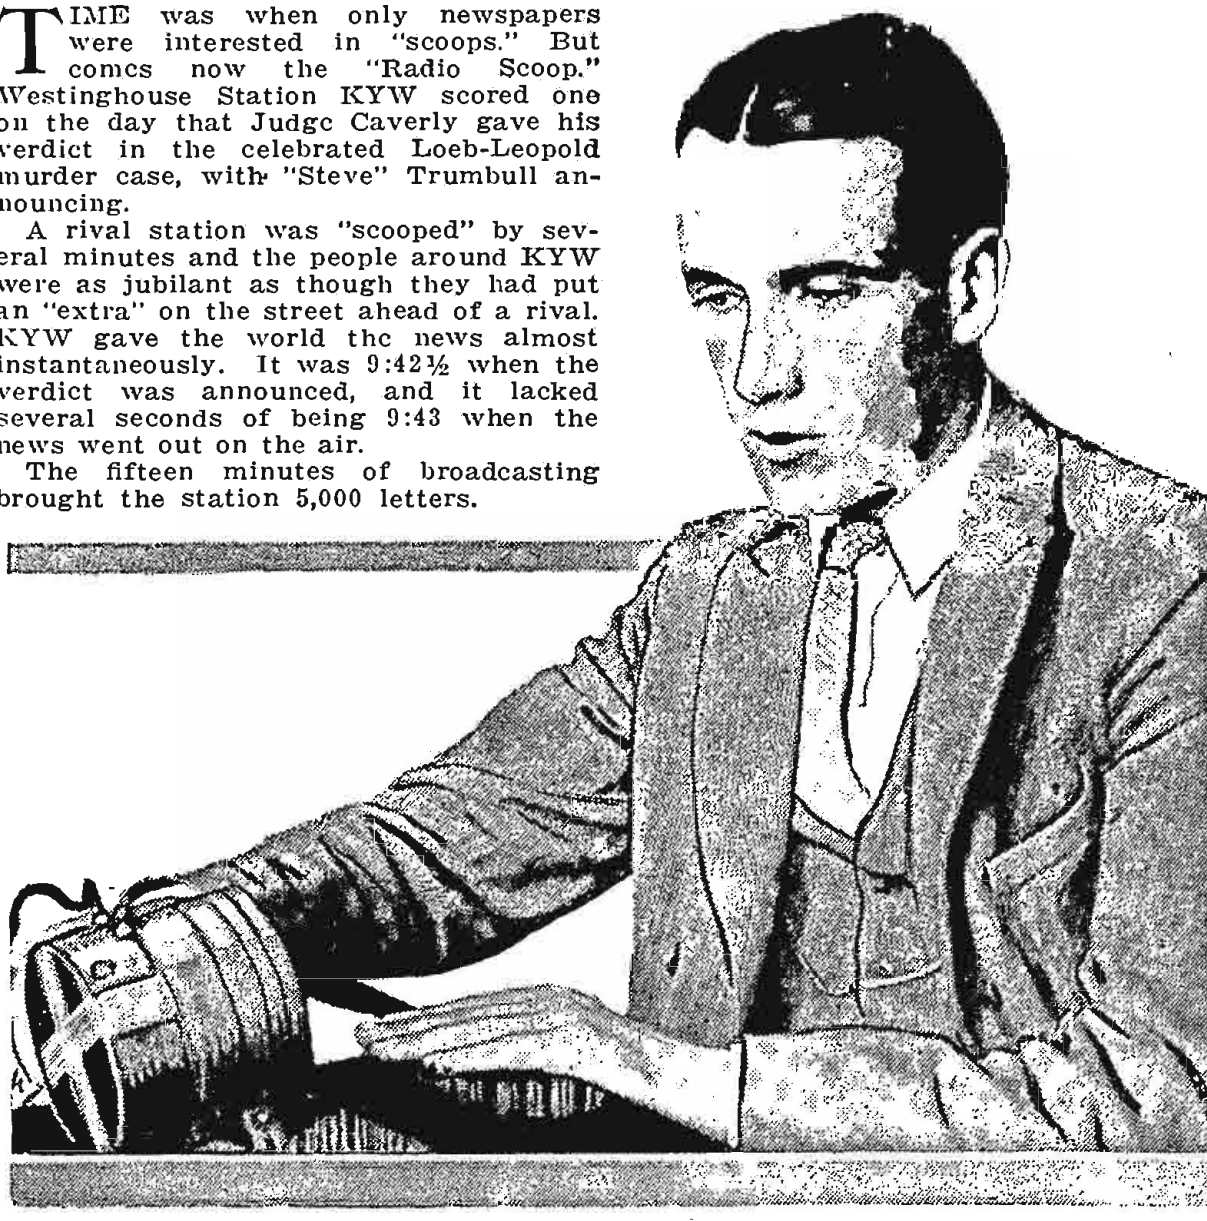 TIME was when only newspapers
were interested in "scoops." But
comes now the "Radio Scoop."
Westinghouse Station KYW scored one
on the day that Judge Caverly gave his
verdict in the celebrated Loeb-Leopold
murder case, with "Steve" Trumbull an-
nouncing.
A rival station was "scooped" by sev-
eral minutes and the people around KYW
were as jubilant as though they had put
an "extra" on the street ahead of a rival.
KYW gave the world the news almost
instantaneously. It was 9:42½ when the
verdict was announced, and it lacked
several seconds of being 9:43 when the
news went out on the air.
The fifteen minutes of broadcasting
brought the station 5,000 letters.